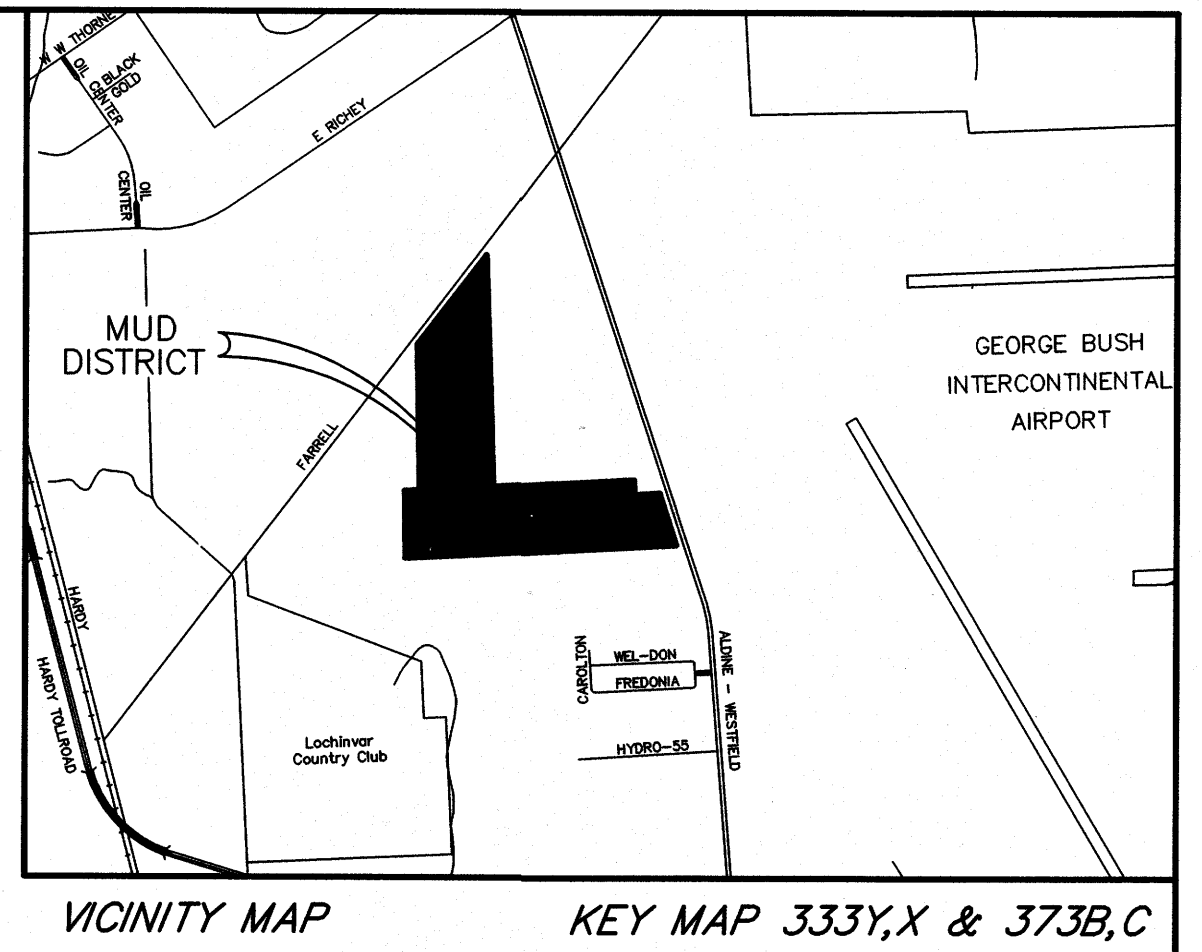 W W THORNE
OIL CENTER
BLACK
GOLD
E RICHEY
OIL
CENTER
MUD
DISTRICT
GEORGE BUSH
INTERCONTINENTAL
AIRPORT
FARRELL
HARDY
HARDY TOLLROAD
CAROLTON
WEL-DON
FREDONIA
ALDINE - WESTFIELD
HYDRO-55
Lochinvar
Country Club
VICINITY MAP
KEY MAP 333Y,X & 373B,C